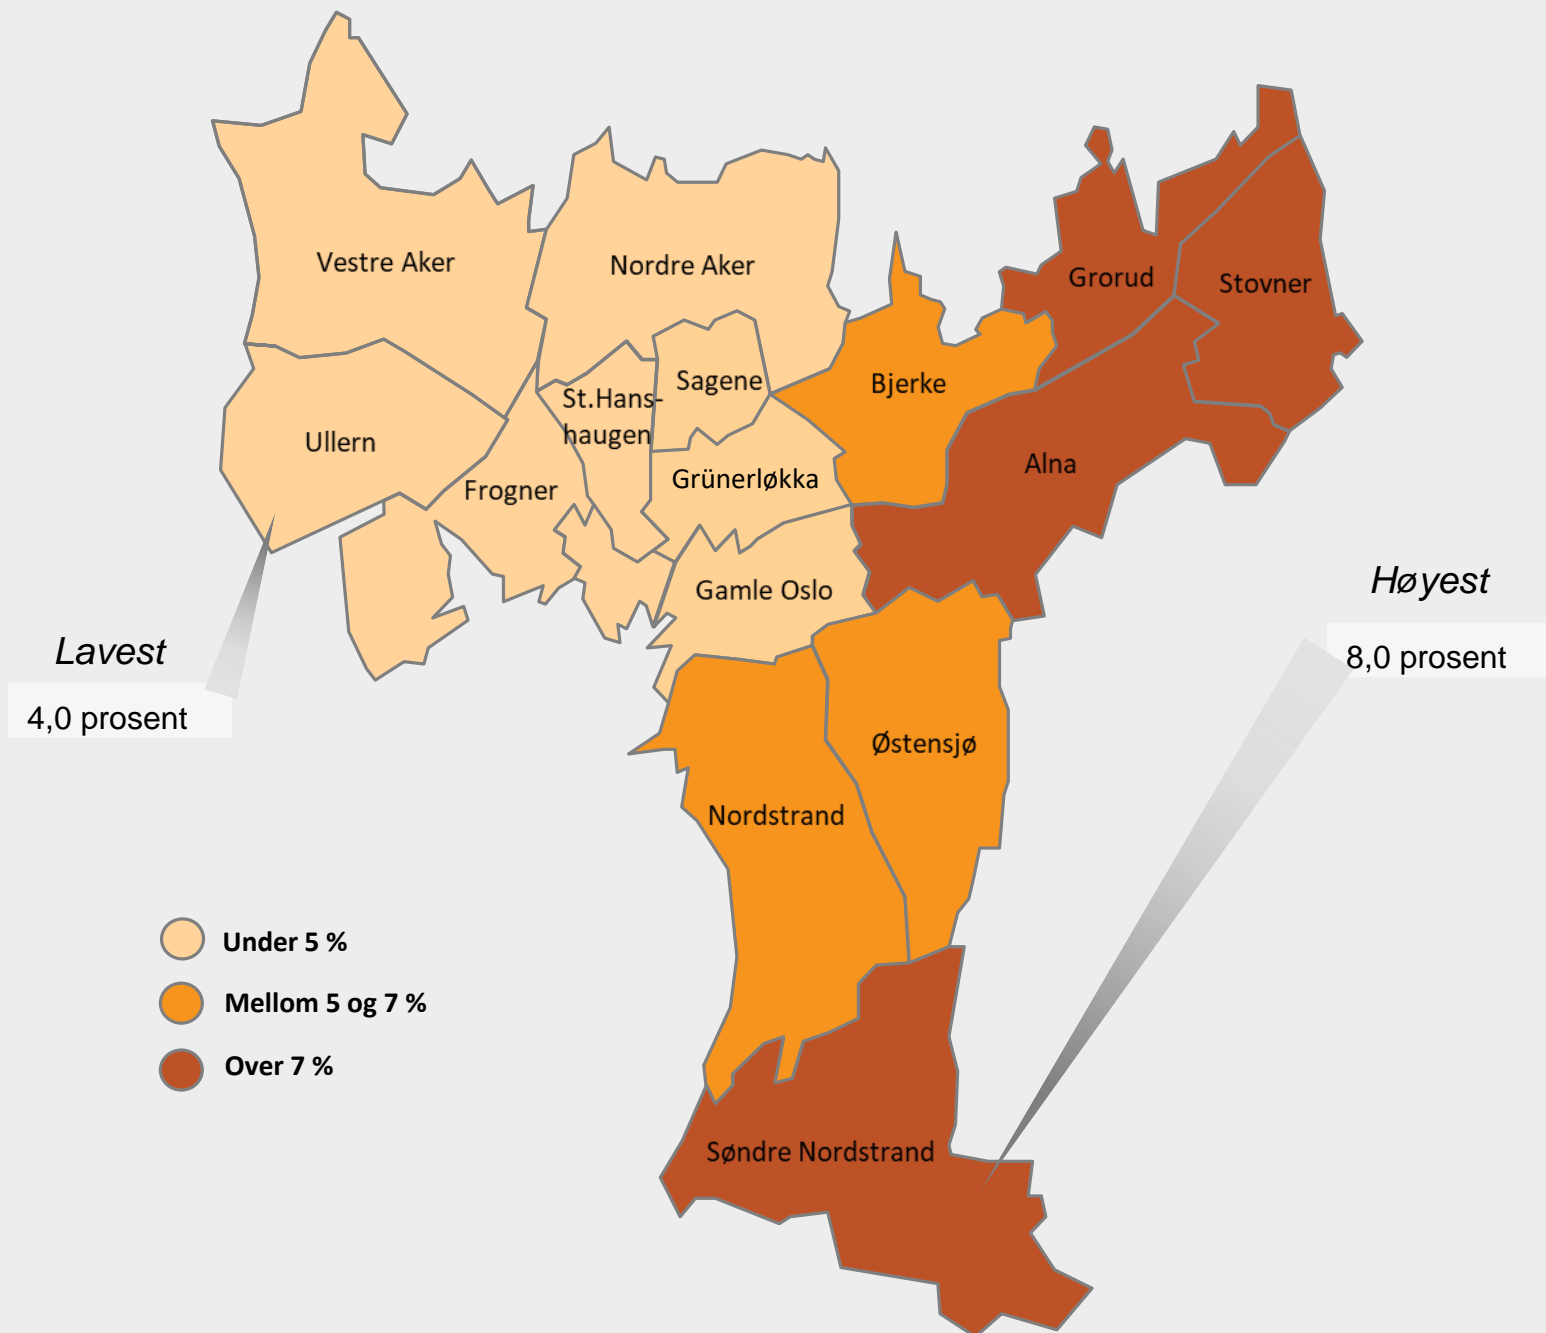 Vestre Aker
Nordre Aker
Grorud
Stovner
St.Hans-
haugen
Sagene
Bjerke
Ullern
Frogner
Grünerløkka
Alna
Gamle Oslo
Høyest
8,0 prosent
Lavest
4,0 prosent
Østensjø
Nordstrand
Under 5 %
Mellom 5 og 7 %
Over 7 %
Søndre Nordstrand